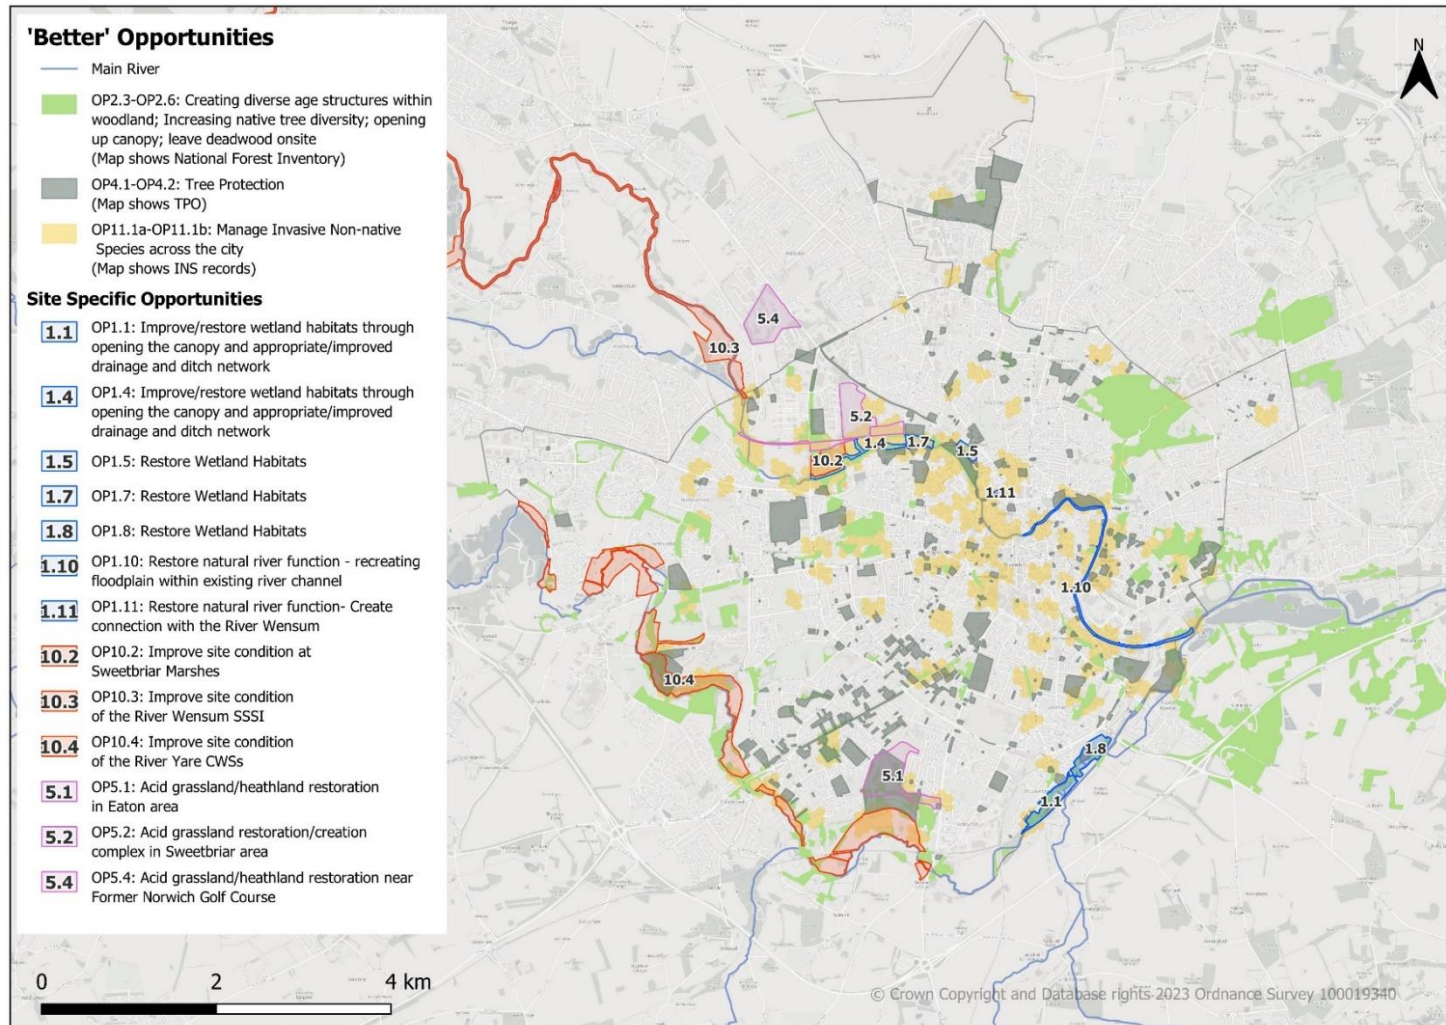 'Better' Opportunities
Main River
OP2.3-OP2.6: Creating diverse age structures within
woodland; Increasing native tree diversity; opening
up canopy; leave deadwood onsite
(Map shows National Forest Inventory)
OP4.1-OP4.2: Tree Protection
(Map shows TPO)
OP11.1a-OP11.1b: Manage Invasive Non-native
Species across the city
(Map shows INS records)
Site Specific Opportunities
1.1 OP1.1: Improve/restore wetland habitats through
opening the canopy and appropriate/improved
drainage and ditch network
1.4 OP1.4: Improve/restore wetland habitats through
opening the canopy and appropriate/improved
drainage and ditch network
1.5 OP1.5: Restore Wetland Habitats
1.7 OP1.7: Restore Wetland Habitats
1.8 OP1.8: Restore Wetland Habitats
1.10 OP1.10: Restore natural river function - recreating
floodplain within existing river channel
1.11 OP1.11: Restore natural river function- Create
connection with the River Wensum
10.2 OP10.2: Improve site condition at
Sweetbriar Marshes
10.3 OP10.3: Improve site condition
of the River Wensum SSSI
10.4 OP10.4: Improve site condition
of the River Yare CWSs
5.1 OP5.1: Acid grassland/heathland restoration
in Eaton area
5.2 OP5.2: Acid grassland restoration/creation
complex in Sweetbriar area
5.4 OP5.4: Acid grassland/heathland restoration near
Former Norwich Golf Course
0 2 4 km
N
5.4
10.3
5.2
1.4
1.7
1.5
10.2
1.11
1.10
10.4
1.8
5.1
1.1
© Crown Copyright and Database rights 2023 Ordnance Survey 100019340